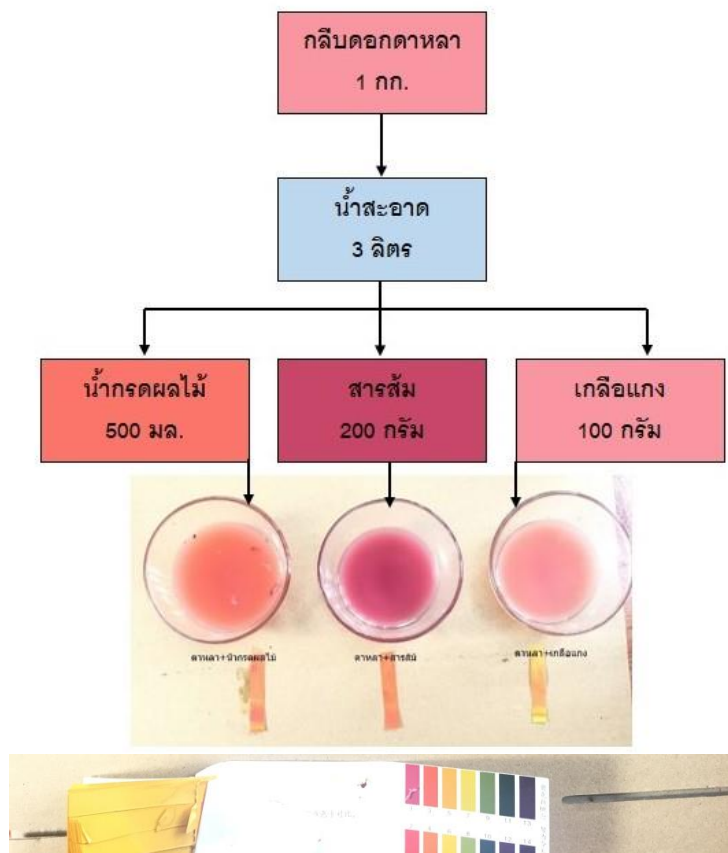 กลีบดอกดาหลา
1 กก.
น้ำสะอาด
3 ลิตร
น้ำกรดผลไม้
500 มล.
สารส้ม
200 กรัม
เกลือแกง
100 กรัม
ดาหลา+น้ำกรดผลไม้
ดาหลา+สารส้ม
ดาหลา+เกลือแกง